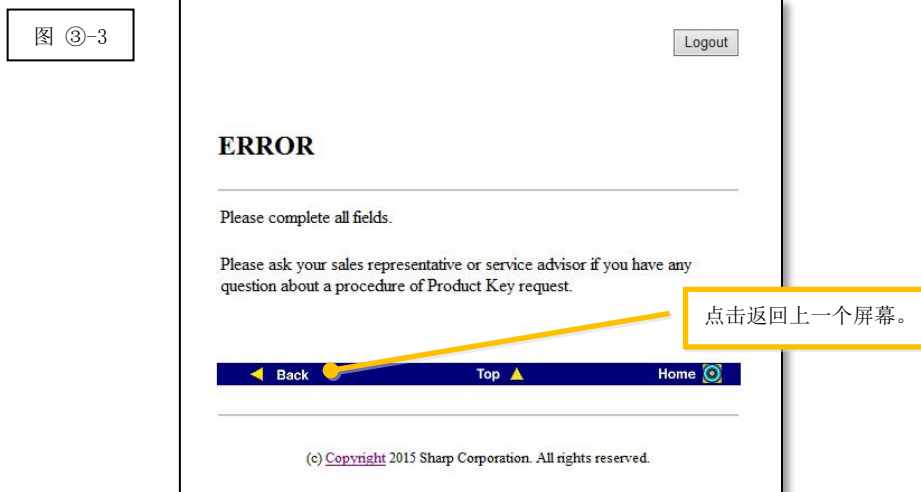 图 ③-3
Logout
ERROR
Please complete all fields.
Please ask your sales representative or service advisor if you have any
question about a procedure of Product Key request.
点击返回上一个屏幕。
Back Top Home
(c) Copyright 2015 Sharp Corporation. All rights reserved.